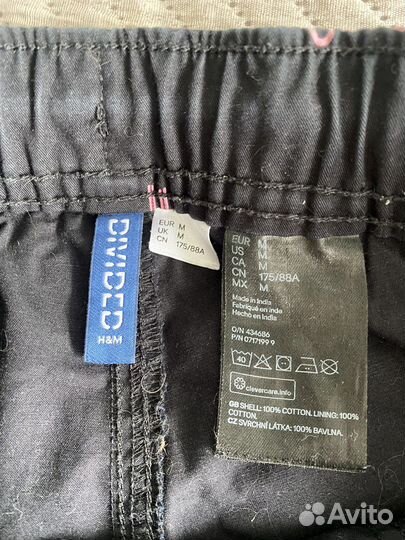 DIVIDED
H&M
EUR M
UK M
CN 175/88A
EUR M
US M
CA M
CN 175/88A
MX M
Made in India
Fabriqué en Inde
Hecho en India
O/N 434686
P/N 0717199 9
40
clevercare.info
GB SHELL: 100% COTTON. LINING: 100%
COTTON.
CZ SVRCHNÍ LÁTKA: 100% BAVLNA.
Avito